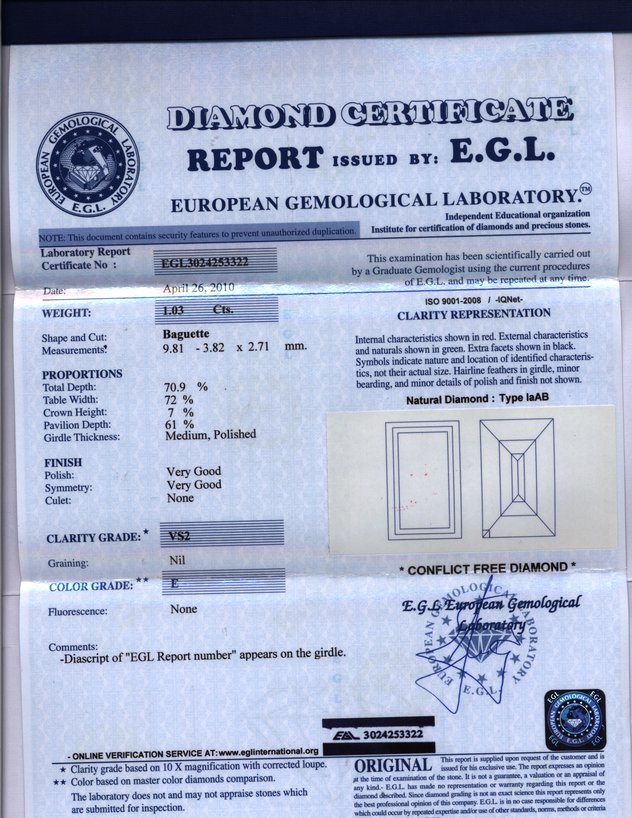 DIAMOND CERTIFICATE
REPORT ISSUED BY: E.G.L.
EUROPEAN GEMOLOGICAL LABORATORY.™
EUROPEAN GEMOLOGICAL LABORATORY
E.G.L.
Independent Educational organization
Institute for certification of diamonds and precious stones.
NOTE: This document contains security features to prevent unauthorized duplication.
Laboratory Report
Certificate No : EGL3024253322
Date: April 26, 2010
WEIGHT: 1.03 Cts.
Shape and Cut: Baguette
Measurements: 9.81 - 3.82 x 2.71 mm.
PROPORTIONS
Total Depth: 70.9 %
Table Width: 72 %
Crown Height: 7 %
Pavilion Depth: 61 %
Girdle Thickness: Medium, Polished
FINISH
Polish: Very Good
Symmetry: Very Good
Culet: None
CLARITY GRADE: * VS2
Graining: Nil
COLOR GRADE: ** E
Fluorescence: None
Comments:
-Diascript of "EGL Report number" appears on the girdle.
This examination has been scientifically carried out
by a Graduate Gemologist using the current procedures
of E.G.L. and may be repeated at any time.
ISO 9001-2008 / -IQNet-
CLARITY REPRESENTATION
Internal characteristics shown in red. External characteristics
and naturals shown in green. Extra facets shown in black.
Symbols indicate nature and location of identified characteris-
tics, not their actual size. Hairline feathers in girdle, minor
bearding, and minor details of polish and finish not shown.
Natural Diamond : Type IaAB
* CONFLICT FREE DIAMOND *
E.G.L European Gemological
Laboratory
EUROPEAN GEMOLOGICAL LABORATORY
E.G.L.
EGL 3024253322
- ONLINE VERIFICATION SERVICE AT:www.eglinternational.org
★ Clarity grade based on 10 X magnification with corrected loupe.
★★ Color based on master color diamonds comparison.
The laboratory does not and may not appraise stones which
are submitted for inspection.
ORIGINAL This report is supplied upon request of the customer and is
issued for his exclusive use. The report expresses an opinion
at the time of examination of the stone. It is not a guarantee, a valuation or an appraisal of
any kind.- E.G.L. has made no representation or warranty regarding this report or the
diamond described. Since diamond grading is not an exact science this report represents only
the best professional opinion of this company. E.G.L. is in no case responsible for differences
which could occur by repeated expertise and/or use of other standards, norms, methods or criteria